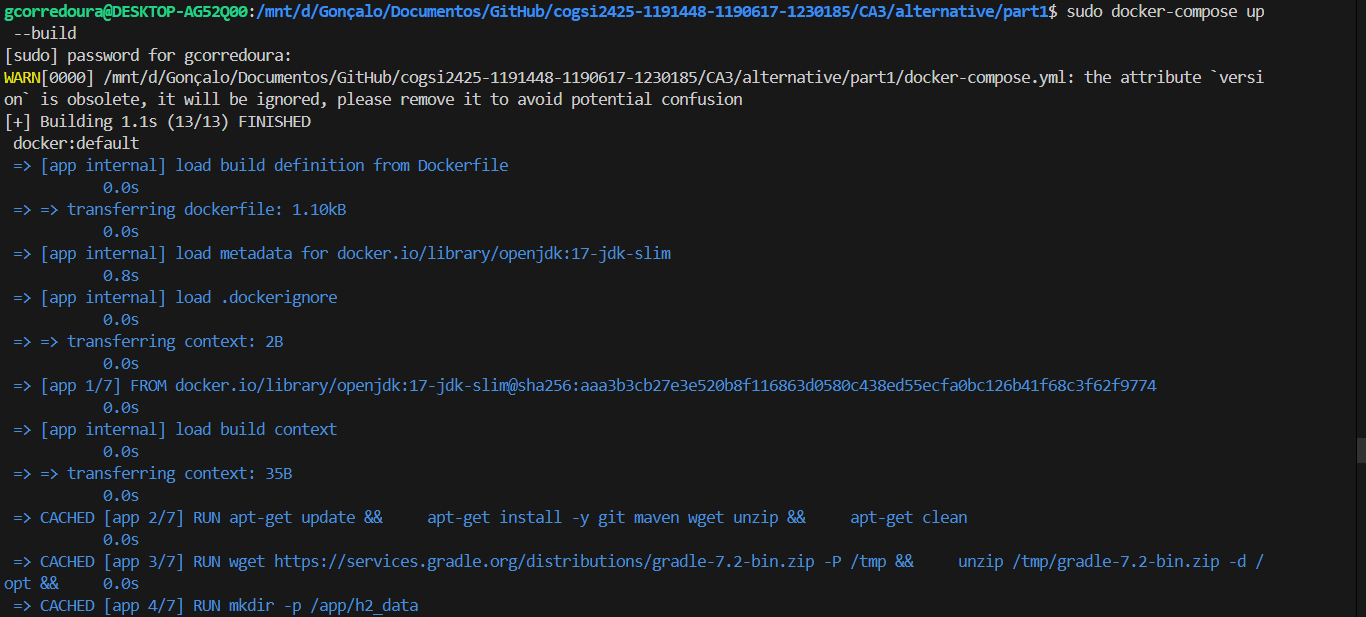 gcorredoura@DESKTOP-AG52Q00:/mnt/d/Gonçalo/Documentos/GitHub/cogsi2425-1191448-1190617-1230185/CA3/alternative/part1$ sudo docker-compose up
--build
[sudo] password for gcorredoura:
WARN[0000] /mnt/d/Gonçalo/Documentos/GitHub/cogsi2425-1191448-1190617-1230185/CA3/alternative/part1/docker-compose.yml: the attribute `versi
on` is obsolete, it will be ignored, please remove it to avoid potential confusion
[+] Building 1.1s (13/13) FINISHED
docker:default
=> [app internal] load build definition from Dockerfile
0.0s
=> => transferring dockerfile: 1.10kB
0.0s
=> [app internal] load metadata for docker.io/library/openjdk:17-jdk-slim
0.8s
=> [app internal] load .dockerignore
0.0s
=> => transferring context: 2B
0.0s
=> [app 1/7] FROM docker.io/library/openjdk:17-jdk-slim@sha256:aaa3b3cb27e3e520b8f116863d0580c438ed55ecfa0bc126b41f68c3f62f9774
0.0s
=> [app internal] load build context
0.0s
=> => transferring context: 35B
0.0s
=> CACHED [app 2/7] RUN apt-get update &&     apt-get install -y git maven wget unzip &&     apt-get clean
0.0s
=> CACHED [app 3/7] RUN wget https://services.gradle.org/distributions/gradle-7.2-bin.zip -P /tmp &&     unzip /tmp/gradle-7.2-bin.zip -d /
opt &&     0.0s
=> CACHED [app 4/7] RUN mkdir -p /app/h2_data